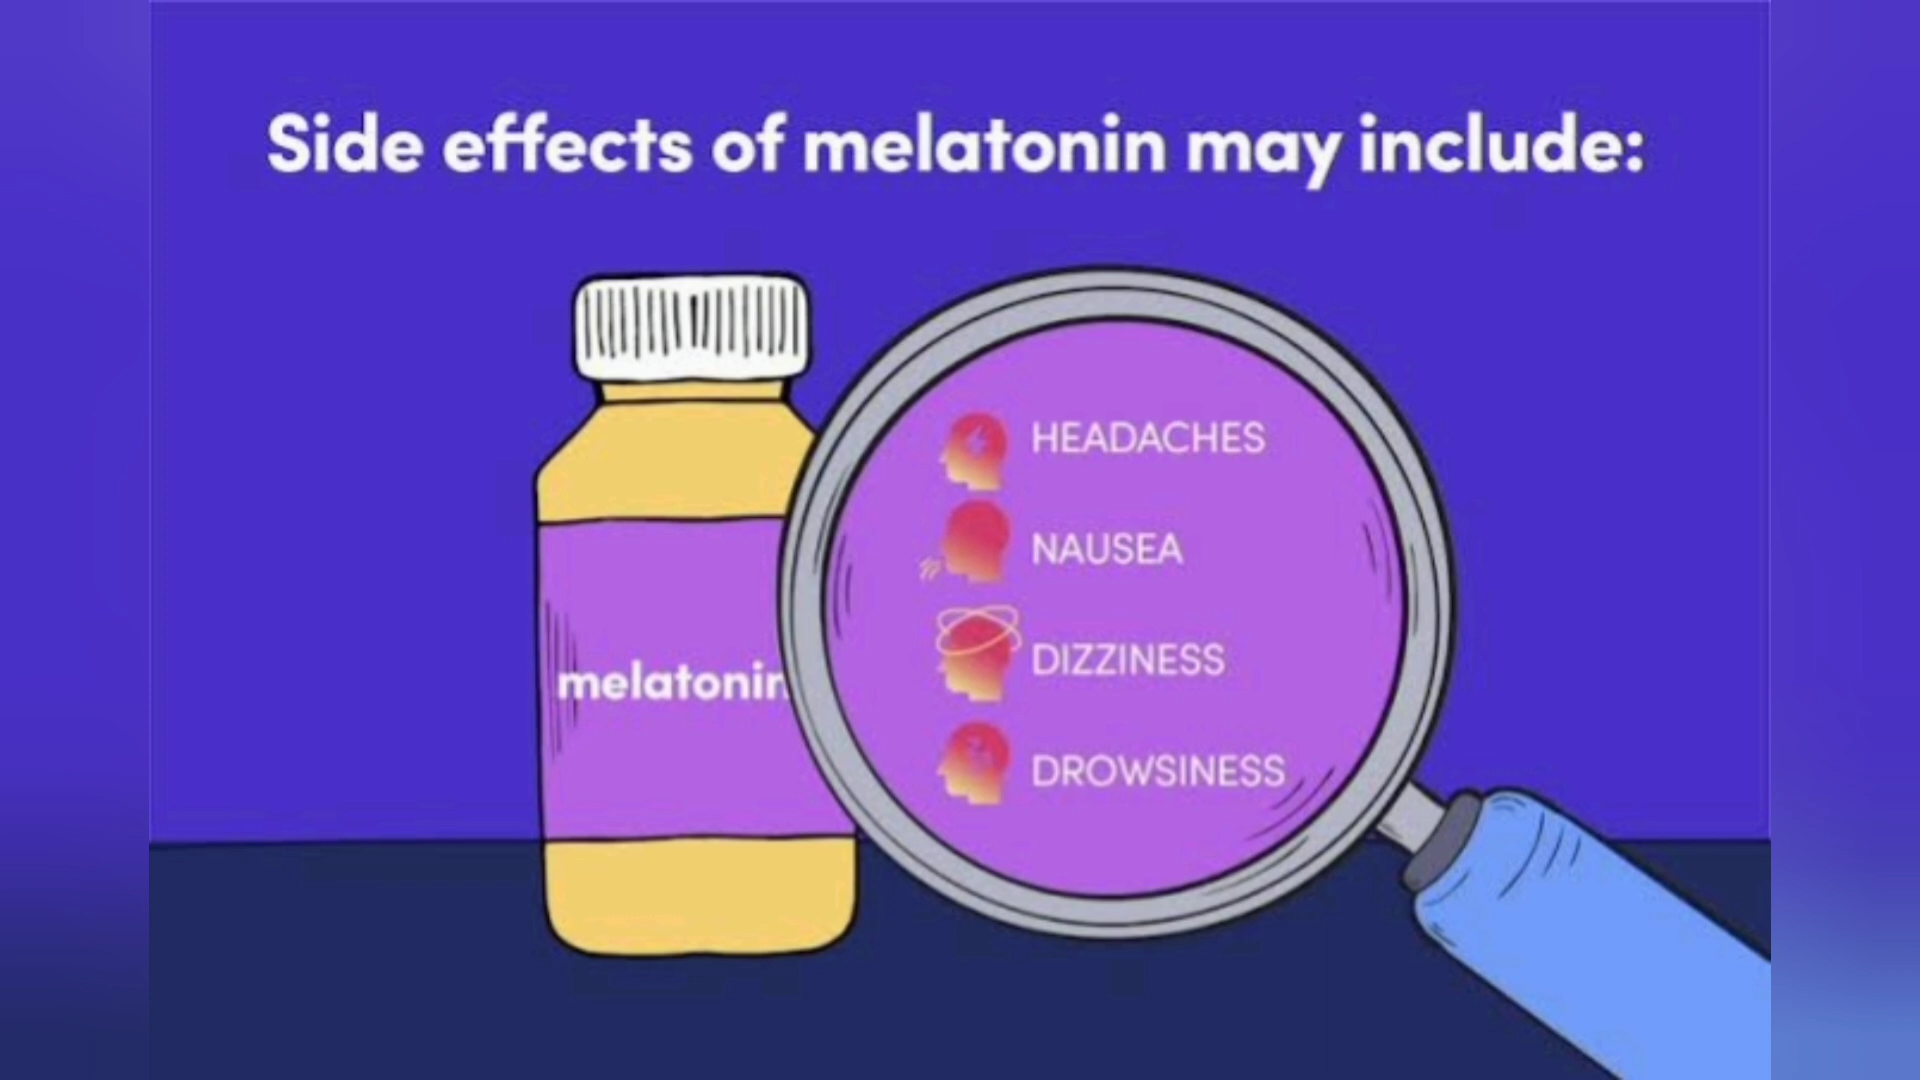 Side effects of melatonin may include:
HEADACHES
NAUSEA
DIZZINESS
DROWSINESS
melatonin